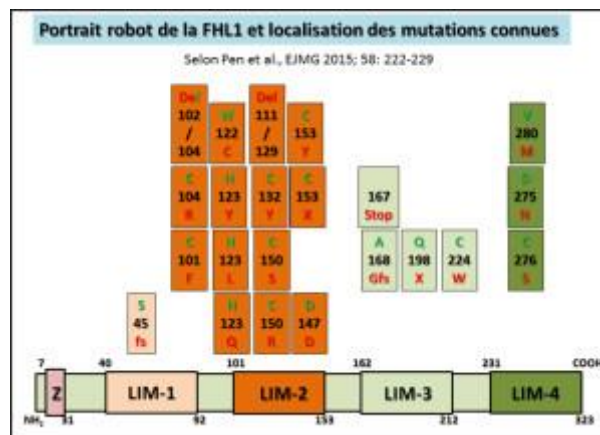 Portrait robot de la FHL1 et localisation des mutations connues
Selon Pen et al., EJMG 2015; 58: 222-229
Del H Del C V
102 122 111 153 280
/ C / Y M
104 129
C H C C D
104 123 132 153 167 275
R Y Y X Stop N
C H C A Q C C
101 123 150 168 198 224 276
F L S Gfs X W S
S H C D
45 123 150 147
fs Q R D
7 40 101 162 231 COOH
Z LIM-1 LIM-2 LIM-3 LIM-4
NH2 31 92 153 212 323